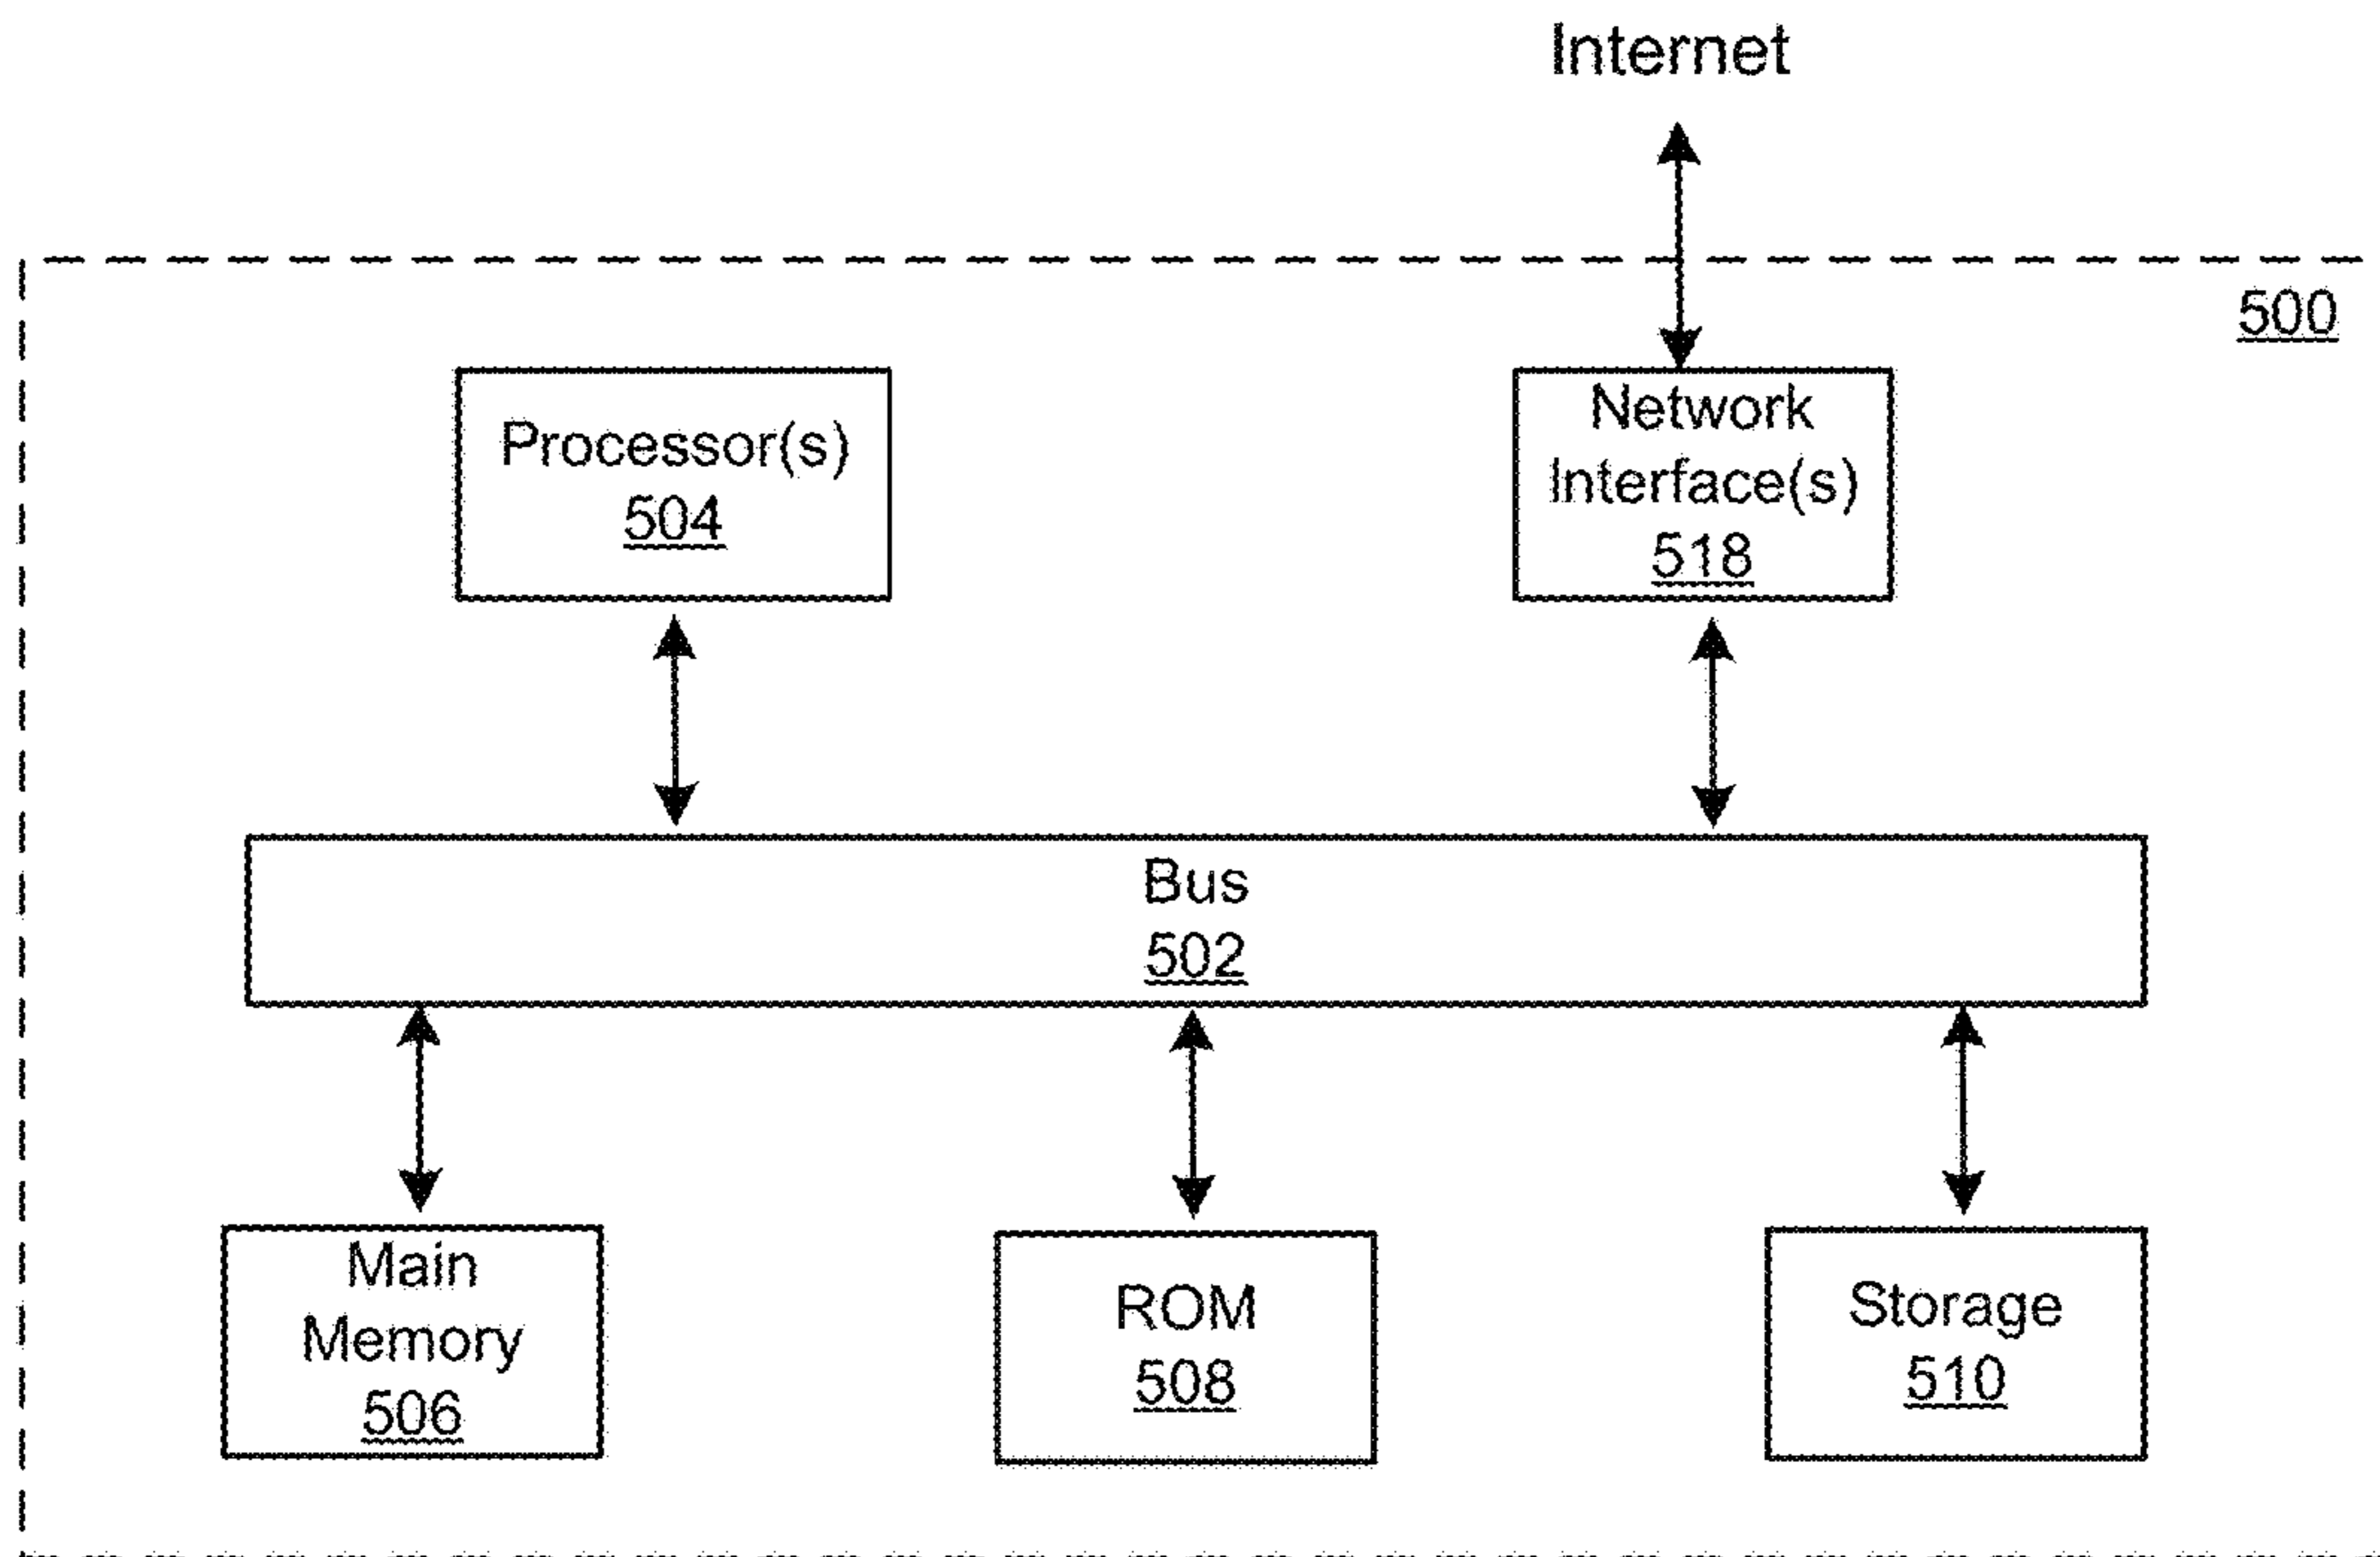 Internet
500
Processor(s)
504
Network
Interface(s)
518
Bus
502
Main
Memory
506
ROM
508
Storage
510